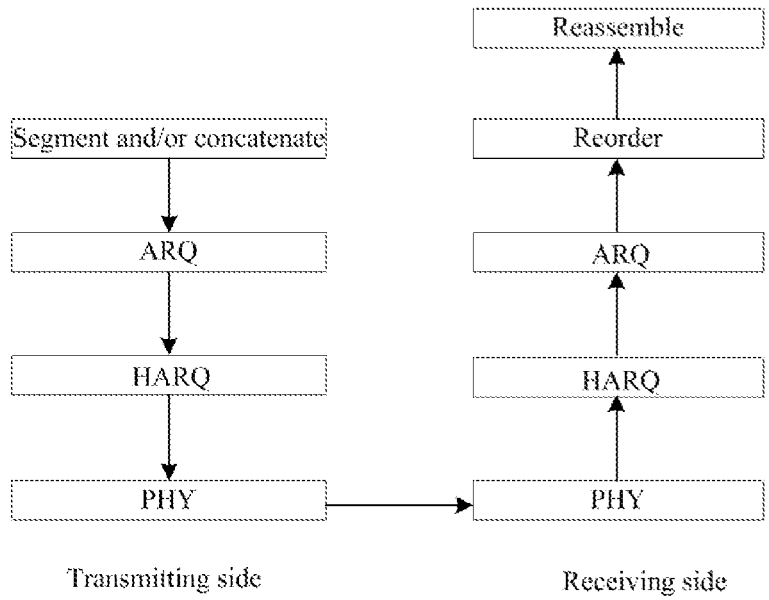 Reassemble
Segment and/or concatenate
Reorder
ARQ
ARQ
HARQ
HARQ
PHY
PHY
Transmitting side
Receiving side